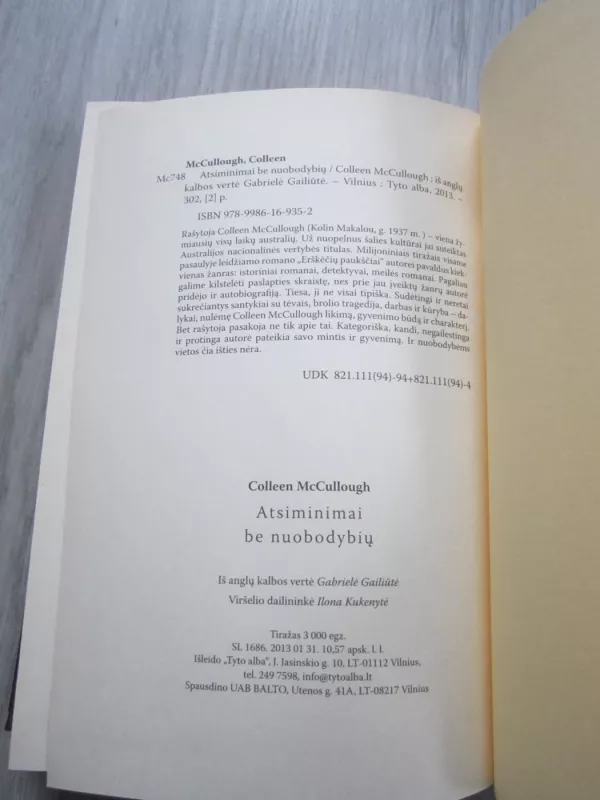 McCullough, Colleen
Mc748 Atsiminimai be nuobodybių / Colleen McCullough ; iš anglų
kalbos vertė Gabrielė Gailiūtė. – Vilnius : Tyto alba, 2013. –
302, [2] p.
ISBN 978-9986-16-935-2
Rašytoja Colleen McCullough (Kolin Makalou, g. 1937 m. ) – viena žy-
miausių visų laikų australių. Už nuopelnus šalies kultūrai jai suteiktas
Australijos nacionalinės vertybės titulas. Milijoniniais tiražais visame
pasaulyje leidžiamo romano „Erškėčių paukščiai“ autorei pavaldus kiek-
vienas žanras: istoriniai romanai, detektyvai, meilės romanai. Pagaliau
galime kilstelėti paslapties skraistę, nes prie jau įveiktų žanrų autorė
pridėjo ir autobiografiją. Tiesa, ji ne visai tipiška. Sudėtingi ir neretai
sukrečiantys santykiai su tėvais, brolio tragedija, darbas ir kūryba – da-
lykai, nulėmę Colleen McCullough likimą, gyvenimo būdą ir charakterį.
Bet rašytoja pasakoja ne tik apie tai. Kategoriška, kandi, negailestinga
ir protinga autorė pateikia savo mintis ir gyvenimą. Ir nuobodybėms
vietos čia išties nėra.
UDK 821.111(94)-94+821.111(94)-4
Colleen McCullough
Atsiminimai
be nuobodybių
Iš anglų kalbos vertė Gabrielė Gailiūtė
Viršelio dailininkė Ilona Kukenytė
Tiražas 3 000 egz.
SL 1686. 2013 01 31. 10,57 apsk. l. l.
Išleido „Tyto alba“, J. Jasinskio g. 10, LT-01112 Vilnius,
tel. 249 7598, info@tytoalba.lt
Spausdino UAB BALTO, Utenos g. 41A, LT-08217 Vilnius